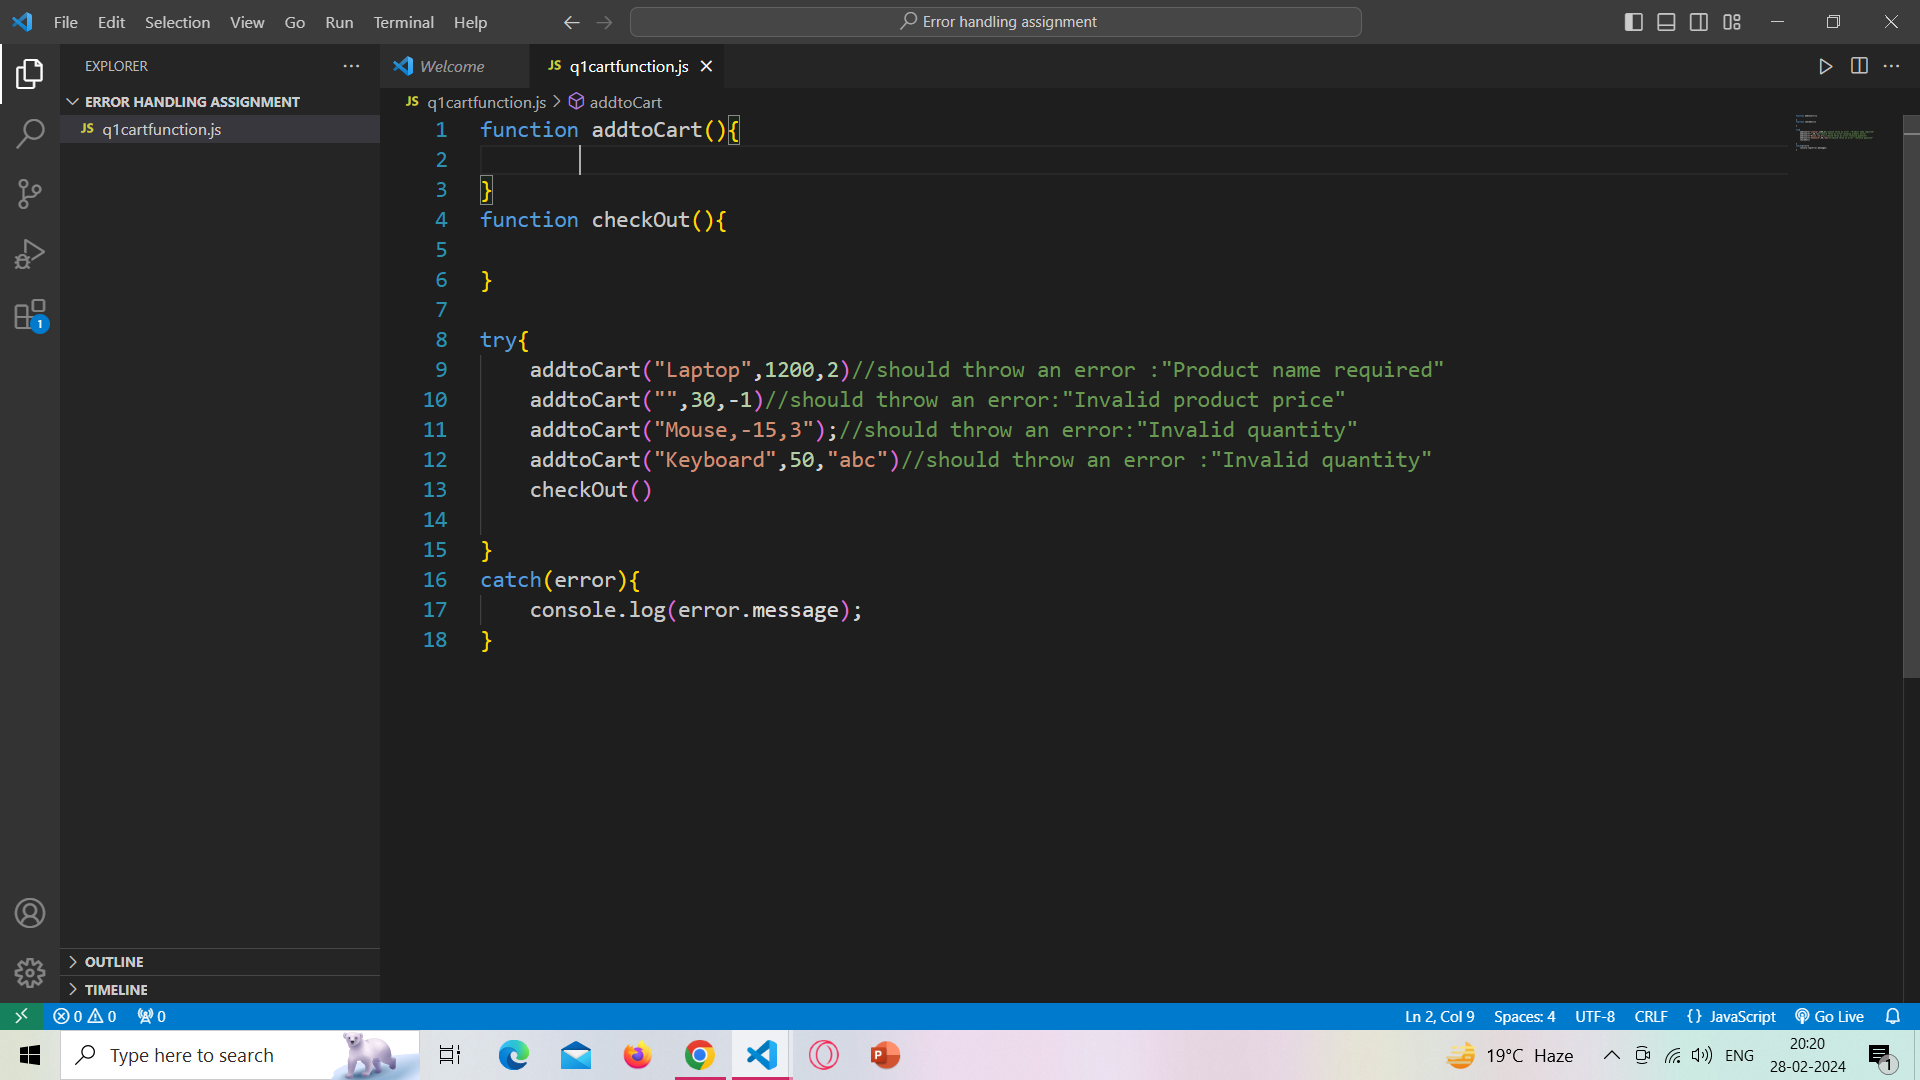 File Edit Selection View Go Run Terminal Help
Error handling assignment
EXPLORER
Welcome
JS q1cartfunction.js
ERROR HANDLING ASSIGNMENT
JS q1cartfunction.js
JS q1cartfunction.js > addtoCart
1 function addtoCart(){
2
3 }
4 function checkOut(){
5
6 }
7
8 try{
9 addtoCart("Laptop",1200,2)//should throw an error :"Product name required"
10 addtoCart("",30,-1)//should throw an error:"Invalid product price"
11 addtoCart("Mouse,-15,3");//should throw an error:"Invalid quantity"
12 addtoCart("Keyboard",50,"abc")//should throw an error :"Invalid quantity"
13 checkOut()
14
15 }
16 catch(error){
17 console.log(error.message);
18 }
1
OUTLINE
TIMELINE
0 0 0
Ln 2, Col 9 Spaces: 4 UTF-8 CRLF {} JavaScript Go Live
Type here to search
19°C Haze
ENG
20:20
28-02-2024
1